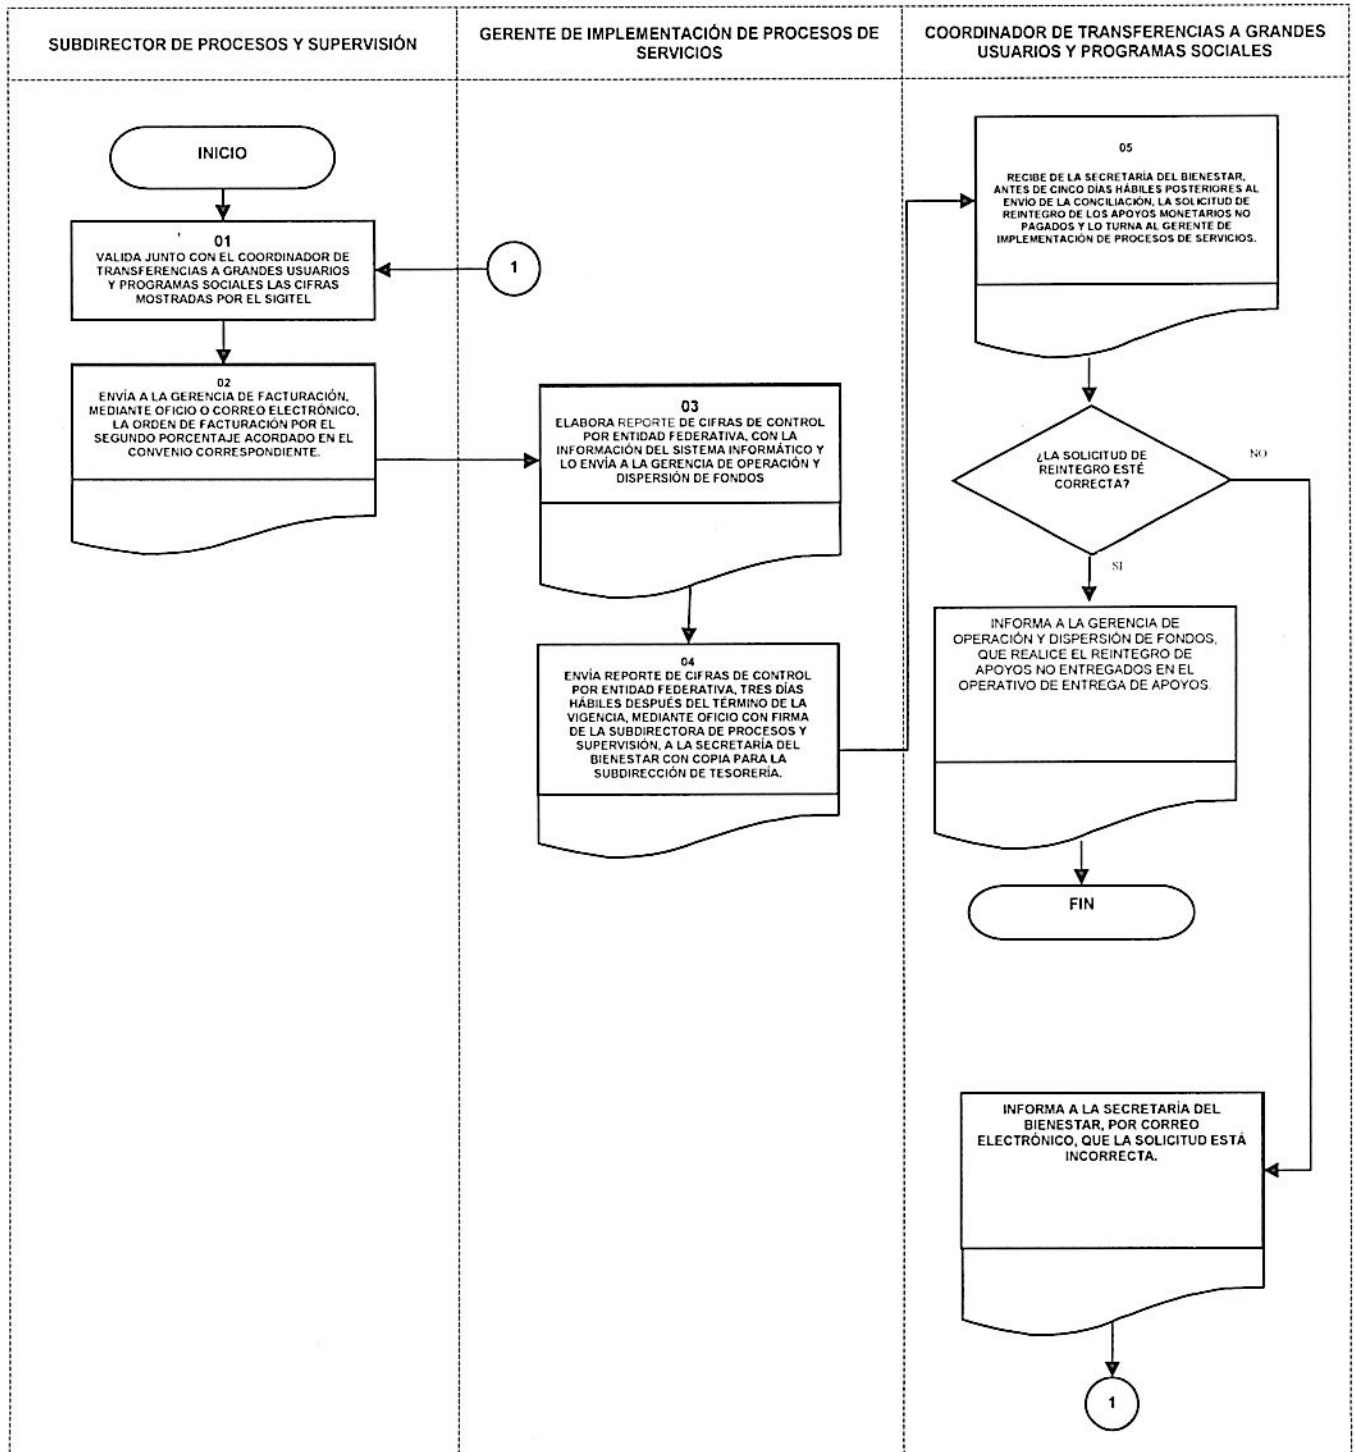 SUBDIRECTOR DE PROCESOS Y SUPERVISIÓN
GERENTE DE IMPLEMENTACIÓN DE PROCESOS DE
SERVICIOS
COORDINADOR DE TRANSFERENCIAS A GRANDES
USUARIOS Y PROGRAMAS SOCIALES
INICIO
01
VALIDA JUNTO CON EL COORDINADOR DE
TRANSFERENCIAS A GRANDES USUARIOS
Y PROGRAMAS SOCIALES LAS CIFRAS
MOSTRADAS POR EL SIGITEL
1
02
ENVÍA A LA GERENCIA DE FACTURACIÓN,
MEDIANTE OFICIO O CORREO ELECTRÓNICO,
LA ORDEN DE FACTURACIÓN POR EL
SEGUNDO PORCENTAJE ACORDADO EN EL
CONVENIO CORRESPONDIENTE.
03
ELABORA REPORTE DE CIFRAS DE CONTROL
POR ENTIDAD FEDERATIVA, CON LA
INFORMACIÓN DEL SISTEMA INFORMÁTICO Y
LO ENVÍA A LA GERENCIA DE OPERACIÓN Y
DISPERSIÓN DE FONDOS
04
ENVÍA REPORTE DE CIFRAS DE CONTROL
POR ENTIDAD FEDERATIVA, TRES DÍAS
HÁBILES DESPUÉS DEL TÉRMINO DE LA
VIGENCIA, MEDIANTE OFICIO CON FIRMA
DE LA SUBDIRECTORA DE PROCESOS Y
SUPERVISIÓN, A LA SECRETARÍA DEL
BIENESTAR CON COPIA PARA LA
SUBDIRECCIÓN DE TESORERÍA.
05
RECIBE DE LA SECRETARÍA DEL BIENESTAR,
ANTES DE CINCO DÍAS HÁBILES POSTERIORES AL
ENVÍO DE LA CONCILIACIÓN, LA SOLICITUD DE
REINTEGRO DE LOS APOYOS MONETARIOS NO
PAGADOS Y LO TURNA AL GERENTE DE
IMPLEMENTACIÓN DE PROCESOS DE SERVICIOS.
¿LA SOLICITUD DE
REINTEGRO ESTÉ
CORRECTA?
NO
SI
INFORMA A LA GERENCIA DE
OPERACIÓN Y DISPERSIÓN DE FONDOS,
QUE REALICE EL REINTEGRO DE
APOYOS NO ENTREGADOS EN EL
OPERATIVO DE ENTREGA DE APOYOS.
FIN
INFORMA A LA SECRETARÍA DEL
BIENESTAR, POR CORREO
ELECTRÓNICO, QUE LA SOLICITUD ESTÁ
INCORRECTA.
1